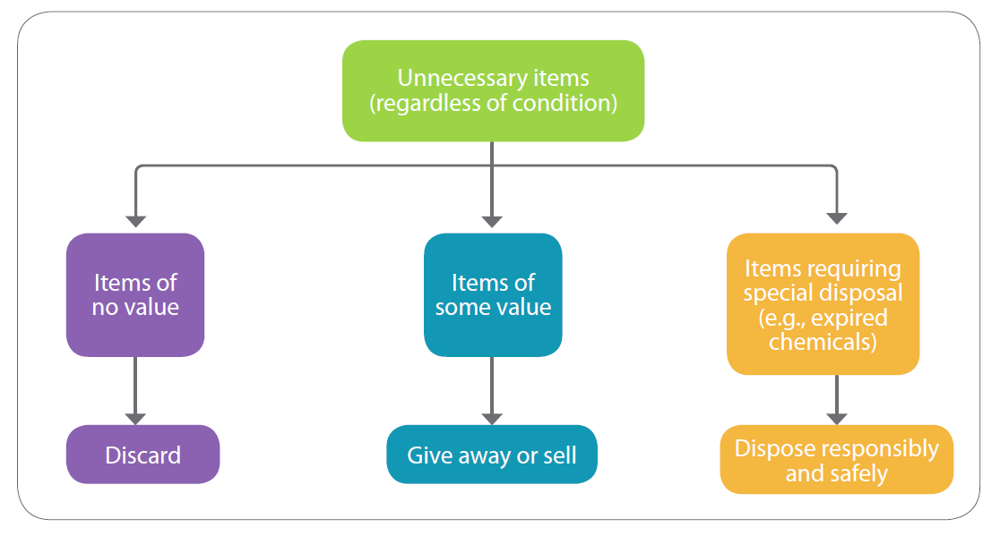 Unnecessary items
(regardless of condition)
Items of
no value
Items of
some value
Items requiring
special disposal
(e.g., expired
chemicals)
Discard
Give away or sell
Dispose responsibly
and safely